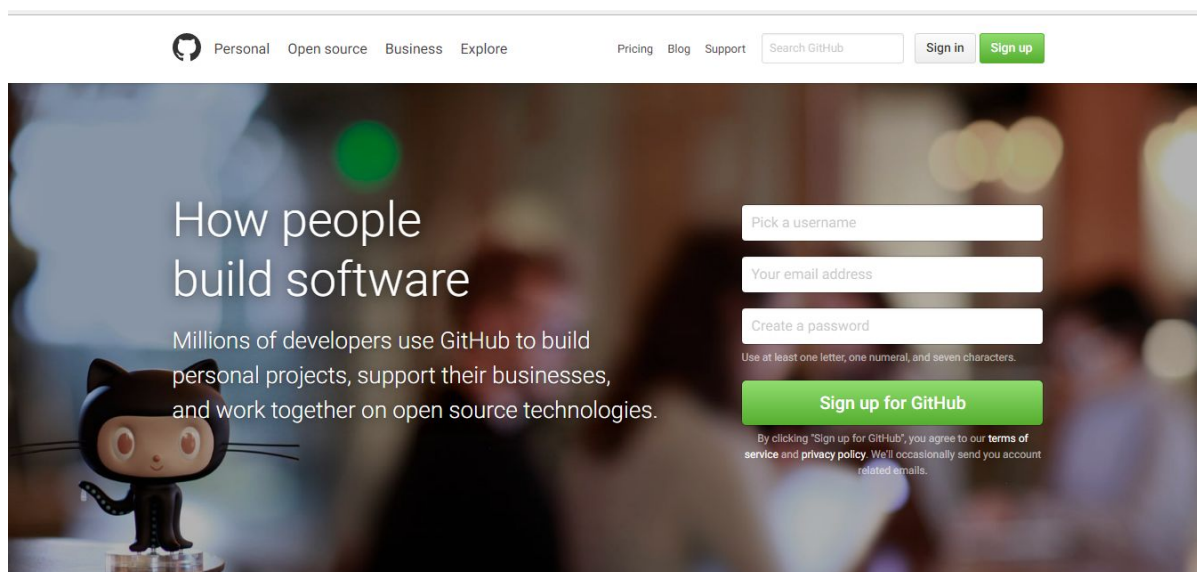 Personal Open source Business Explore Pricing Blog Support Search GitHub Sign in Sign up
How people
build software
Millions of developers use GitHub to build
personal projects, support their businesses,
and work together on open source technologies.
Pick a username
Your email address
Create a password
Use at least one letter, one numeral, and seven characters.
Sign up for GitHub
By clicking "Sign up for GitHub", you agree to our terms of
service and privacy policy. We'll occasionally send you account
related emails.